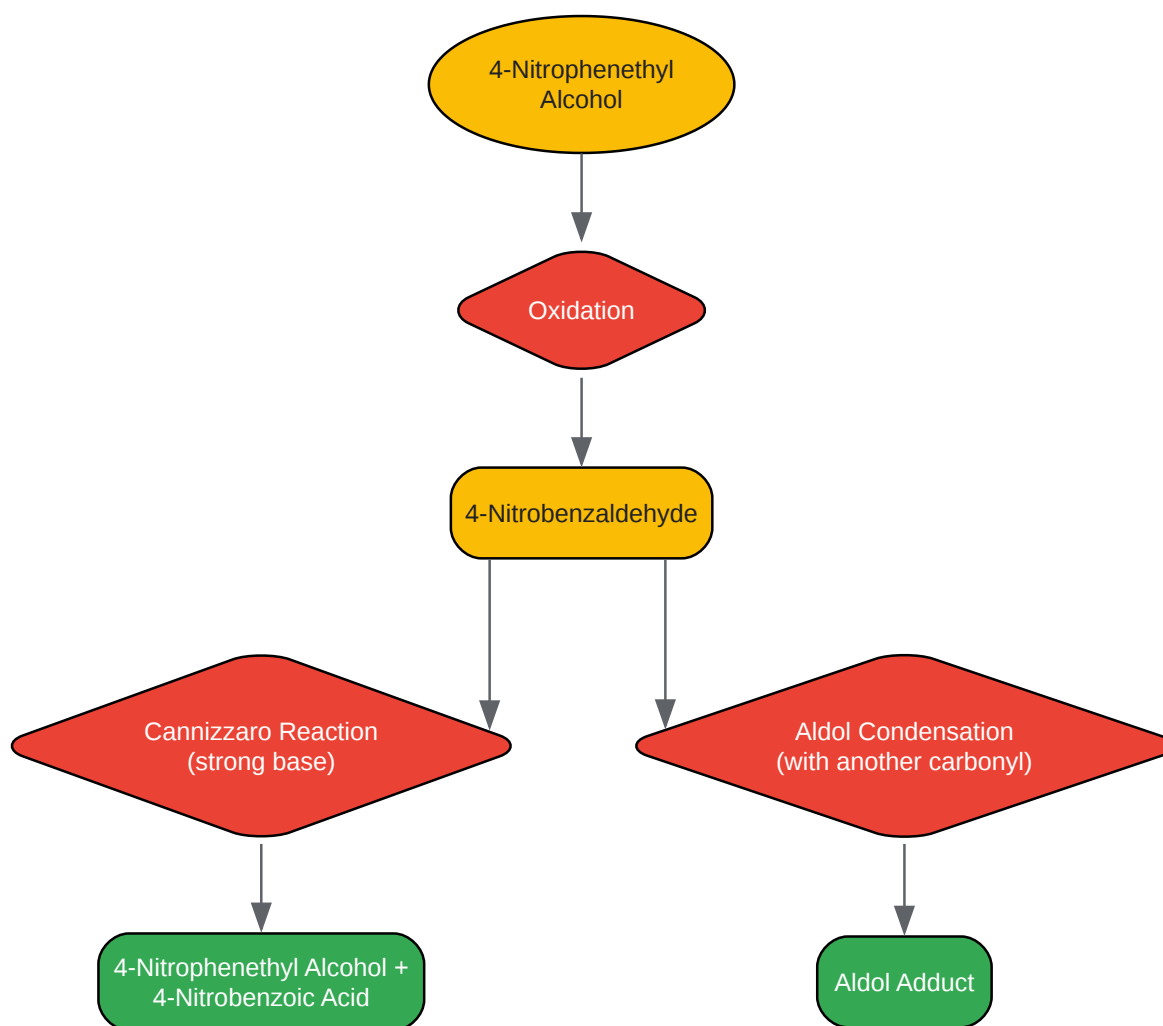 4-Nitrophenethyl
Alcohol
Oxidation
4-Nitrobenzaldehyde
Cannizzaro Reaction
(strong base)
Aldol Condensation
(with another carbonyl)
4-Nitrophenethyl Alcohol +
4-Nitrobenzoic Acid
Aldol Adduct